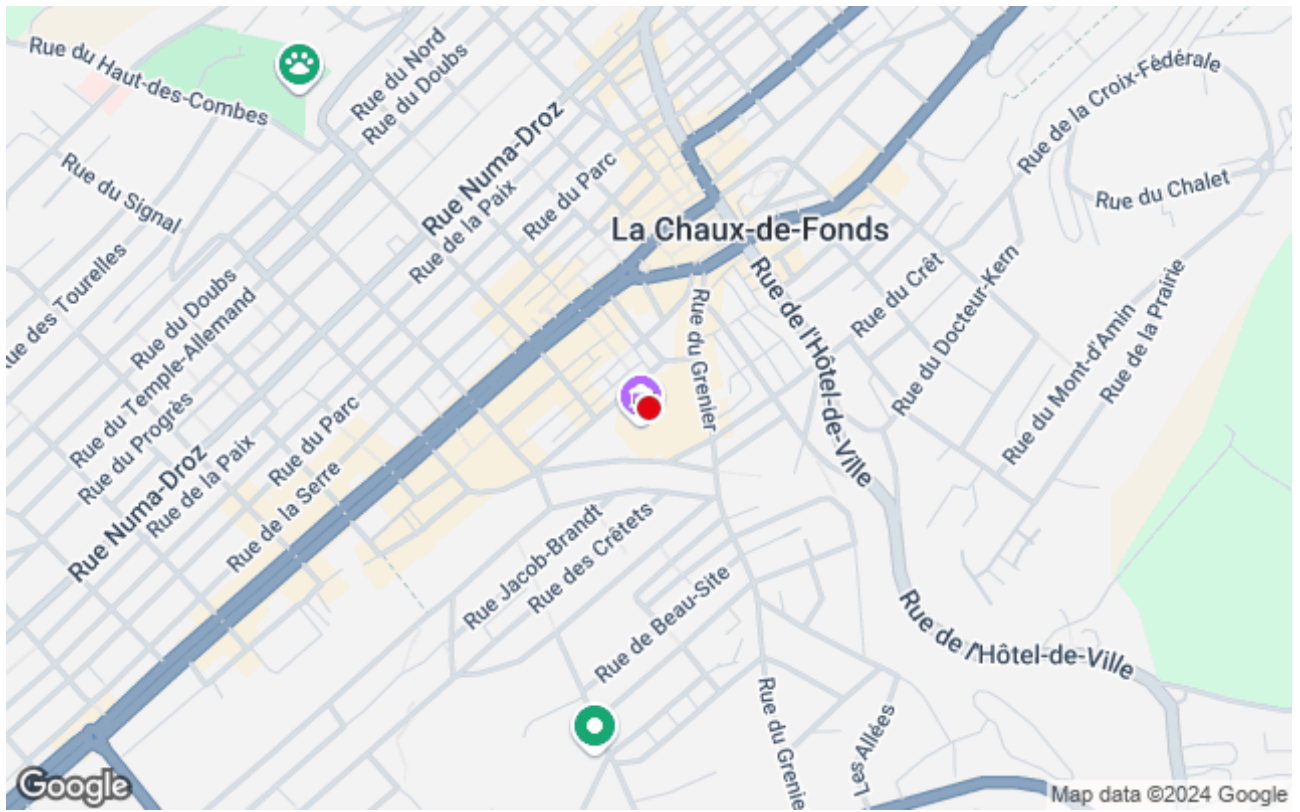 Rue du Haut-des-Combes
Rue du Nord
Rue du Doubs
Rue Numa-Droz
Rue du Signal
Rue de la Paix
Rue du Parc
La Chaux-de-Fonds
Rue de la Croix-Fédérale
Rue du Chalet
ue des Tourelles
Rue du Doubs
Rue du Temple-Allemand
Rue du Progrès
Rue Numa-Droz
Rue de la Paix
Rue du Parc
Rue de la Serre
Rue du Grenier
Rue de l'Hôtel-de-Ville
Rue du Crêt
Rue du Docteur-Kern
Rue du Mont-d'Amin
Rue de la Prairie
Rue Jacob-Brandt
Rue des Crêtets
Rue de Beau-Site
Rue de l'Hôtel-de-Ville
Rue du Grenier
Les Allées
Google
Map data ©2024 Google